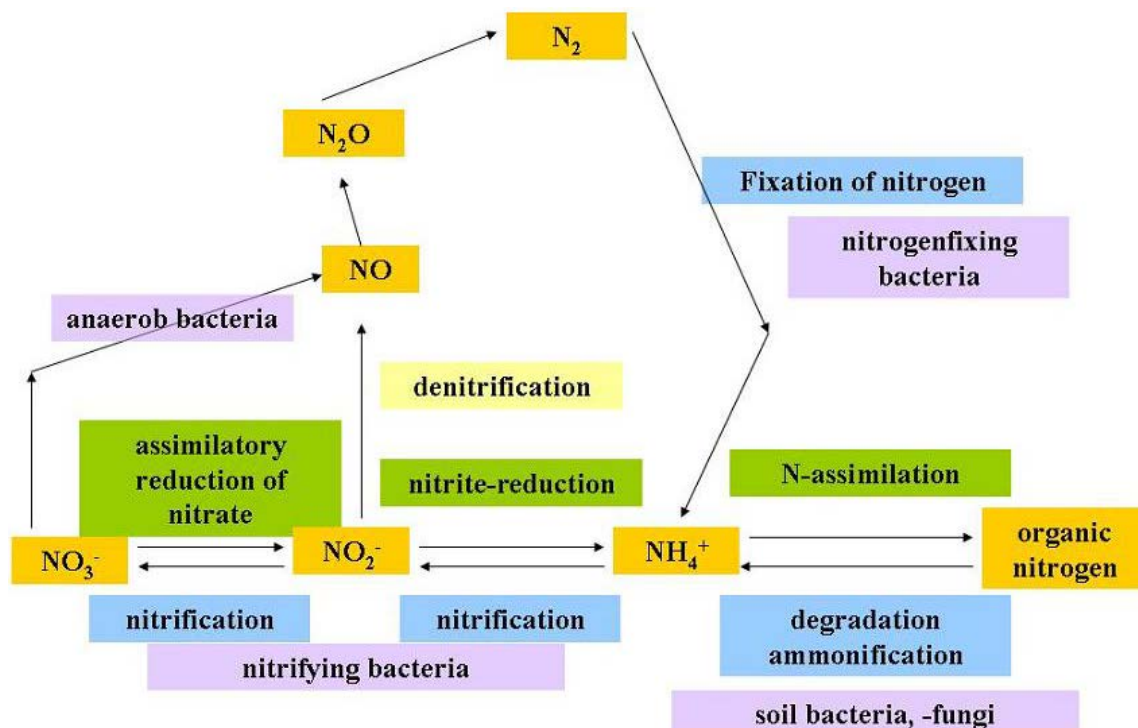 N₂
N₂O
Fixation of nitrogen
nitrogenfixing
bacteria
NO
anaerob bacteria
denitrification
assimilatory
reduction of
nitrate
nitrite-reduction
N-assimilation
NO₃⁻
NO₂⁻
NH₄⁺
organic
nitrogen
nitrification
nitrification
degradation
ammonification
nitrifying bacteria
soil bacteria, -fungi